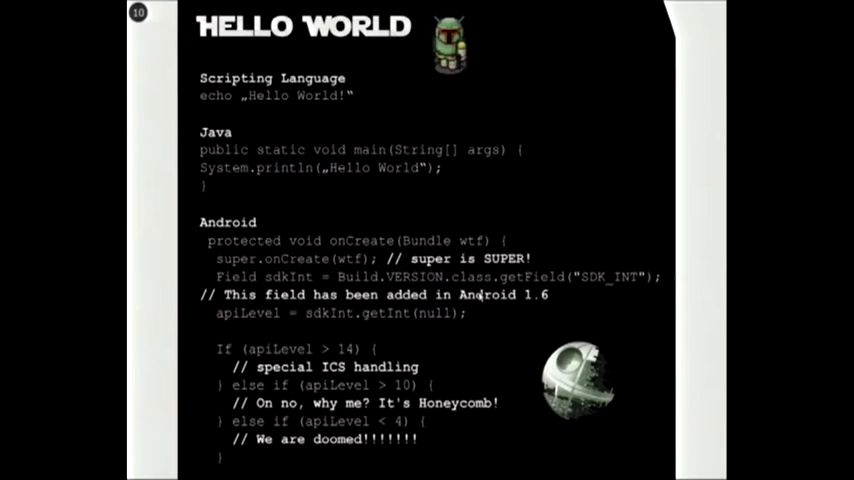 10
HELLO WORLD
Scripting Language
echo „Hello World!“
Java
public static void main(String[] args) {
System.println(„Hello World“);
}
Android
protected void onCreate(Bundle wtf) {
super.onCreate(wtf); // super is SUPER!
Field sdkInt = Build.VERSION.class.getField("SDK_INT");
// This field has been added in Android 1.6
apiLevel = sdkInt.getInt(null);
If (apiLevel > 14) {
// special ICS handling
} else if (apiLevel > 10) {
// On no, why me? It's Honeycomb!
} else if (apiLevel < 4) {
// We are doomed!!!!!!!
}